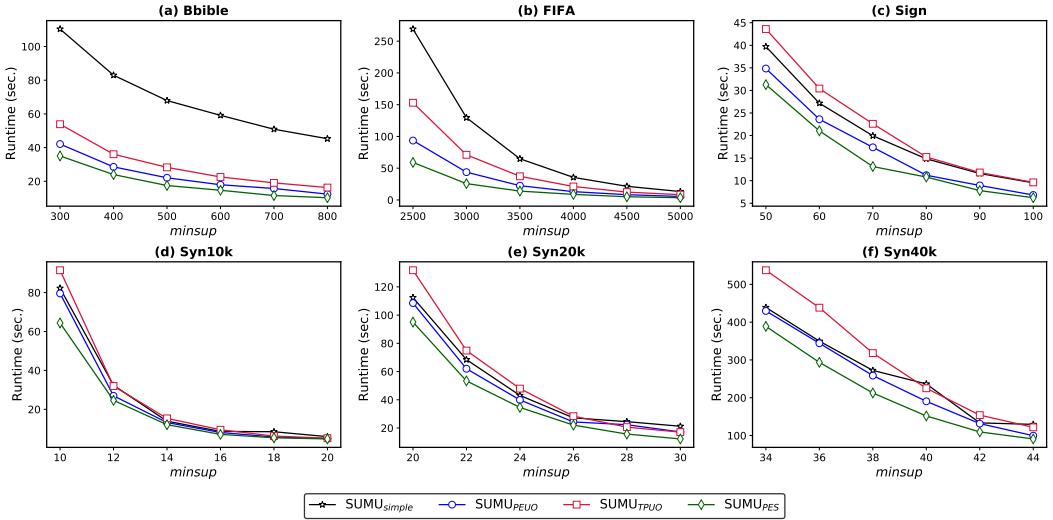 (a) Bbible
Runtime (sec.)
100
80
60
40
20
300 400 500 600 700 800
minsup
(b) FIFA
Runtime (sec.)
250
200
150
100
50
0
2500 3000 3500 4000 4500 5000
minsup
(c) Sign
Runtime (sec.)
45
40
35
30
25
20
15
10
5
50 60 70 80 90 100
minsup
(d) Syn10k
Runtime (sec.)
80
60
40
20
10 12 14 16 18 20
minsup
(e) Syn20k
Runtime (sec.)
120
100
80
60
40
20
20 22 24 26 28 30
minsup
(f) Syn40k
Runtime (sec.)
500
400
300
200
100
34 36 38 40 42 44
minsup
SUMUsimple SUMUPEUO SUMUTPUO SUMUPES